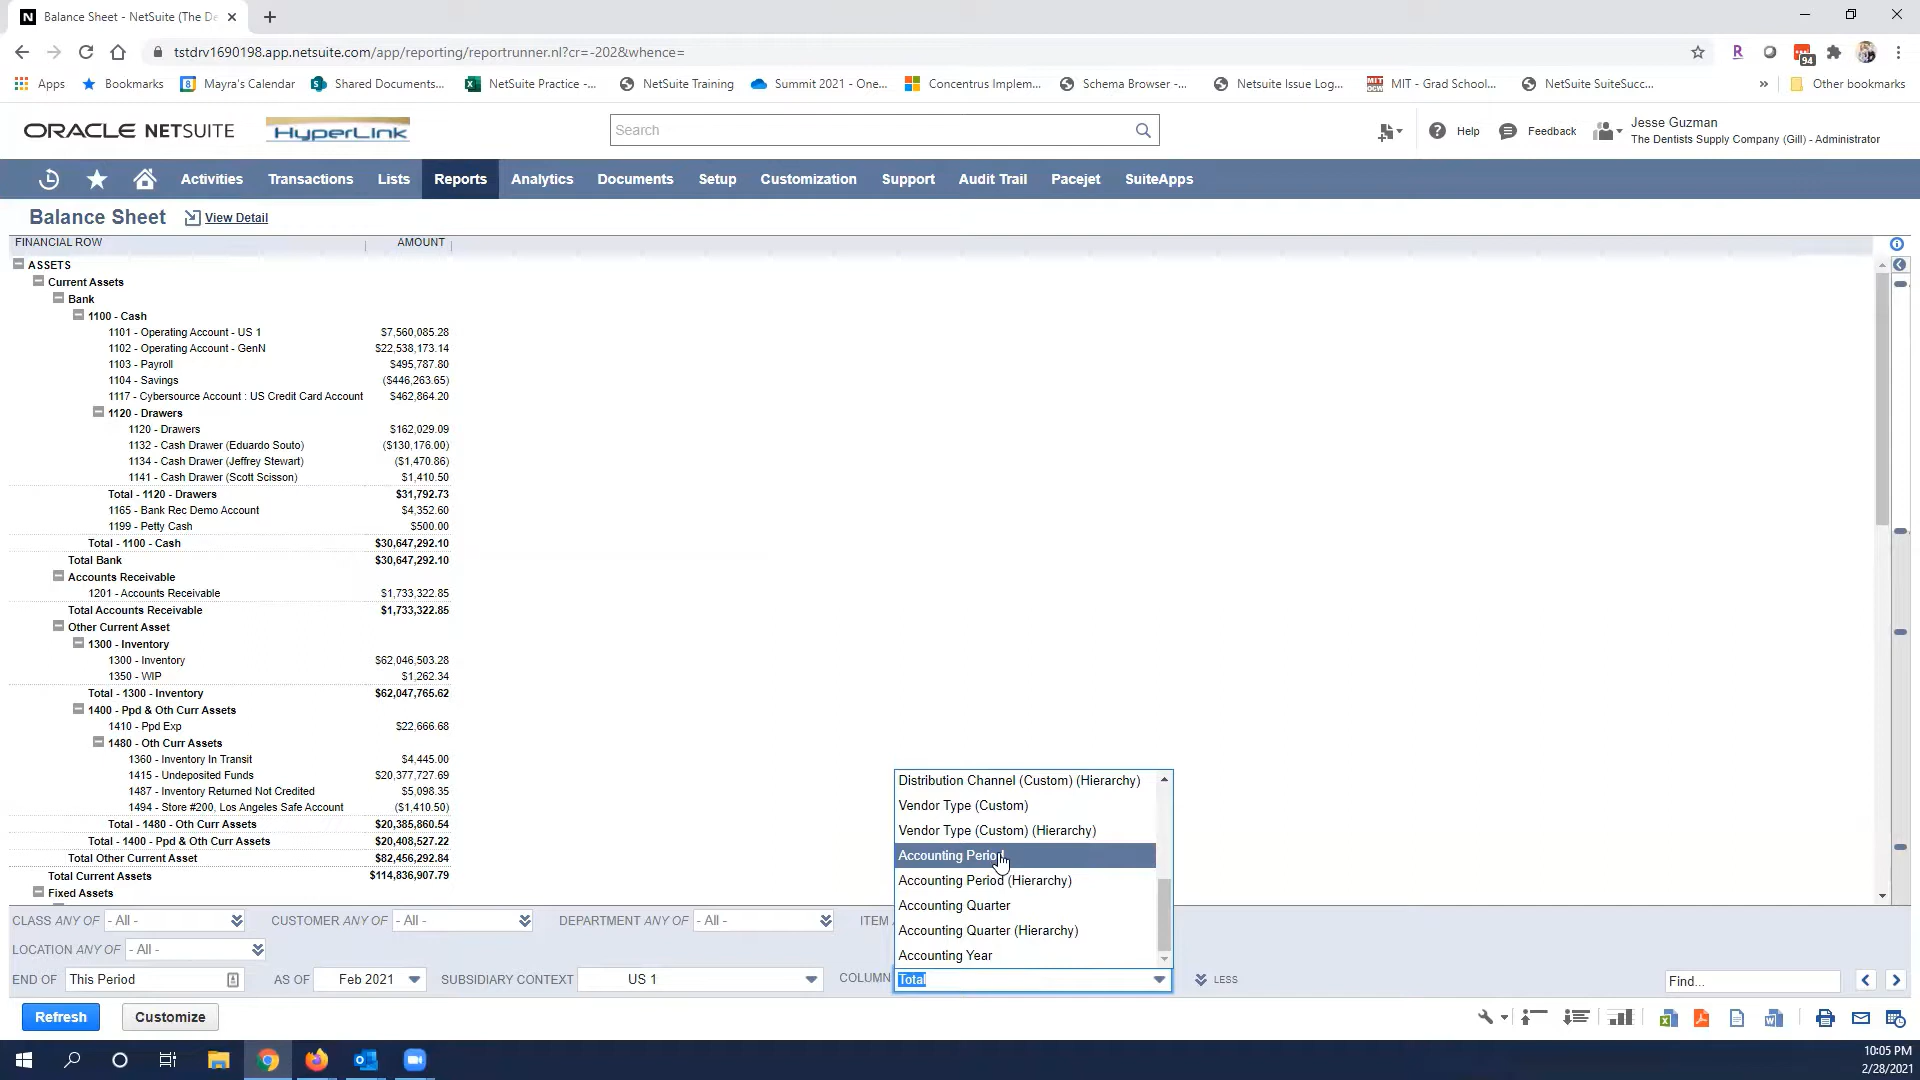 Balance Sheet - NetSuite (The De
tstdrv1690198.app.netsuite.com/app/reporting/reportrunner.nl?cr=-202&whence=
R
94
Apps
Bookmarks
Mayra's Calendar
Shared Documents...
NetSuite Practice -...
NetSuite Training
Summit 2021 - One...
Concentrus Implem...
Schema Browser -...
Netsuite Issue Log...
MIT - Grad School...
NetSuite SuiteSucc...
»
Other bookmarks
ORACLE NETSUITE
HyperLink
Search
Help
Feedback
Jesse Guzman
The Dentists Supply Company (Gill) - Administrator
Activities
Transactions
Lists
Reports
Analytics
Documents
Setup
Customization
Support
Audit Trail
Pacejet
SuiteApps
Balance Sheet
View Detail
FINANCIAL ROW AMOUNT
ASSETS
Current Assets
Bank
1100 - Cash
1101 - Operating Account - US 1 $7,560,085.28
1102 - Operating Account - GenN $22,538,173.14
1103 - Payroll $495,787.80
1104 - Savings ($446,263.65)
1117 - Cybersource Account : US Credit Card Account $462,864.20
1120 - Drawers
1120 - Drawers $162,029.09
1132 - Cash Drawer (Eduardo Souto) ($130,176.00)
1134 - Cash Drawer (Jeffrey Stewart) ($1,470.86)
1141 - Cash Drawer (Scott Scisson) $1,410.50
Total - 1120 - Drawers $31,792.73
1165 - Bank Rec Demo Account $4,352.60
1199 - Petty Cash $500.00
Total - 1100 - Cash $30,647,292.10
Total Bank $30,647,292.10
Accounts Receivable
1201 - Accounts Receivable $1,733,322.85
Total Accounts Receivable $1,733,322.85
Other Current Asset
1300 - Inventory
1300 - Inventory $62,046,503.28
1350 - WIP $1,262.34
Total - 1300 - Inventory $62,047,765.62
1400 - Ppd & Oth Curr Assets
1410 - Ppd Exp $22,666.68
1480 - Oth Curr Assets
1360 - Inventory In Transit $4,445.00
1415 - Undeposited Funds $20,377,727.69
1487 - Inventory Returned Not Credited $5,098.35
1494 - Store #200, Los Angeles Safe Account ($1,410.50)
Total - 1480 - Oth Curr Assets $20,385,860.54
Total - 1400 - Ppd & Oth Curr Assets $20,408,527.22
Total Other Current Asset $82,456,292.84
Total Current Assets $114,836,907.79
Fixed Assets
Distribution Channel (Custom) (Hierarchy)
Vendor Type (Custom)
Vendor Type (Custom) (Hierarchy)
Accounting Period
Accounting Period (Hierarchy)
Accounting Quarter
Accounting Quarter (Hierarchy)
Accounting Year
CLASS ANY OF - All -
CUSTOMER ANY OF - All -
DEPARTMENT ANY OF - All -
ITEM
LOCATION ANY OF - All -
END OF This Period
AS OF Feb 2021
SUBSIDIARY CONTEXT US 1
COLUMN Total
LESS
Find...
Refresh
Customize
10:05 PM
2/28/2021